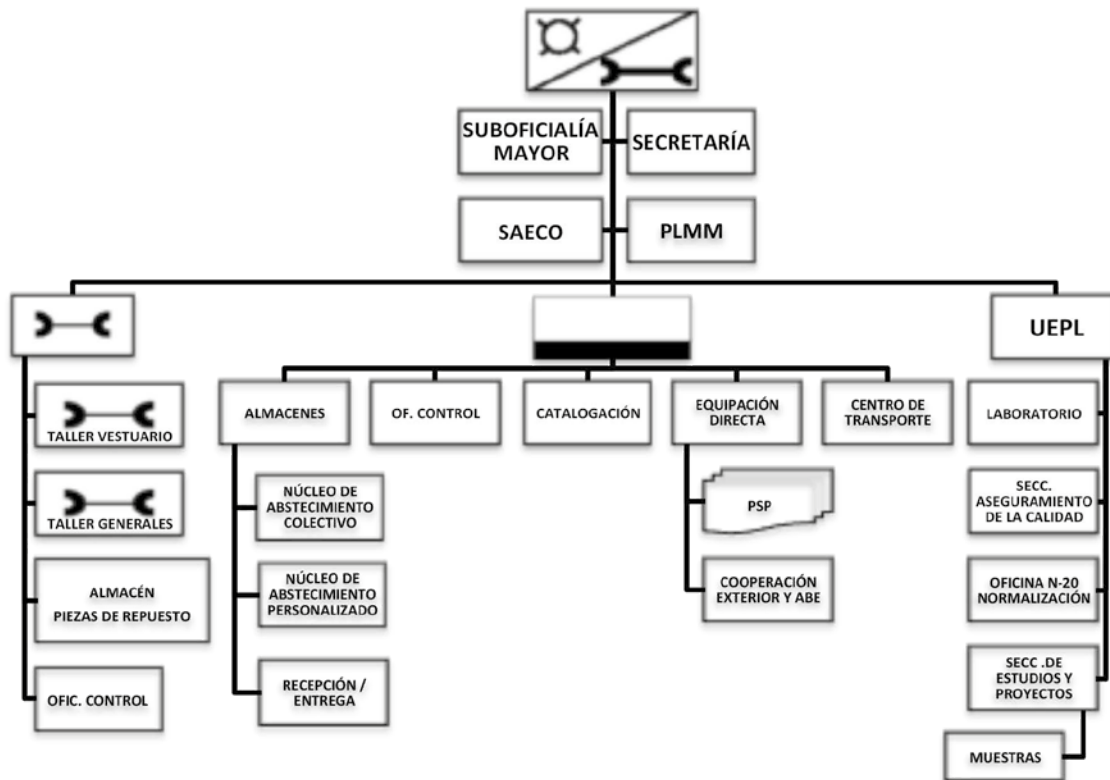 SUBOFICIALÍA
MAYOR
SECRETARÍA
SAECO
PLMM
UEPL
TALLER VESTUARIO
TALLER GENERALES
ALMACÉN
PIEZAS DE REPUESTO
OFIC. CONTROL
ALMACENES
OF. CONTROL
CATALOGACIÓN
EQUIPACIÓN
DIRECTA
CENTRO DE
TRANSPORTE
NÚCLEO DE
ABSTECIMIENTO
COLECTIVO
NÚCLEO DE
ABSTECIMIENTO
PERSONALIZADO
RECEPCIÓN /
ENTREGA
PSP
COOPERACIÓN
EXTERIOR Y ABE
LABORATORIO
SECC.
ASEGURAMIENTO
DE LA CALIDAD
OFICINA N-20
NORMALIZACIÓN
SECC .DE
ESTUDIOS Y
PROYECTOS
MUESTRAS